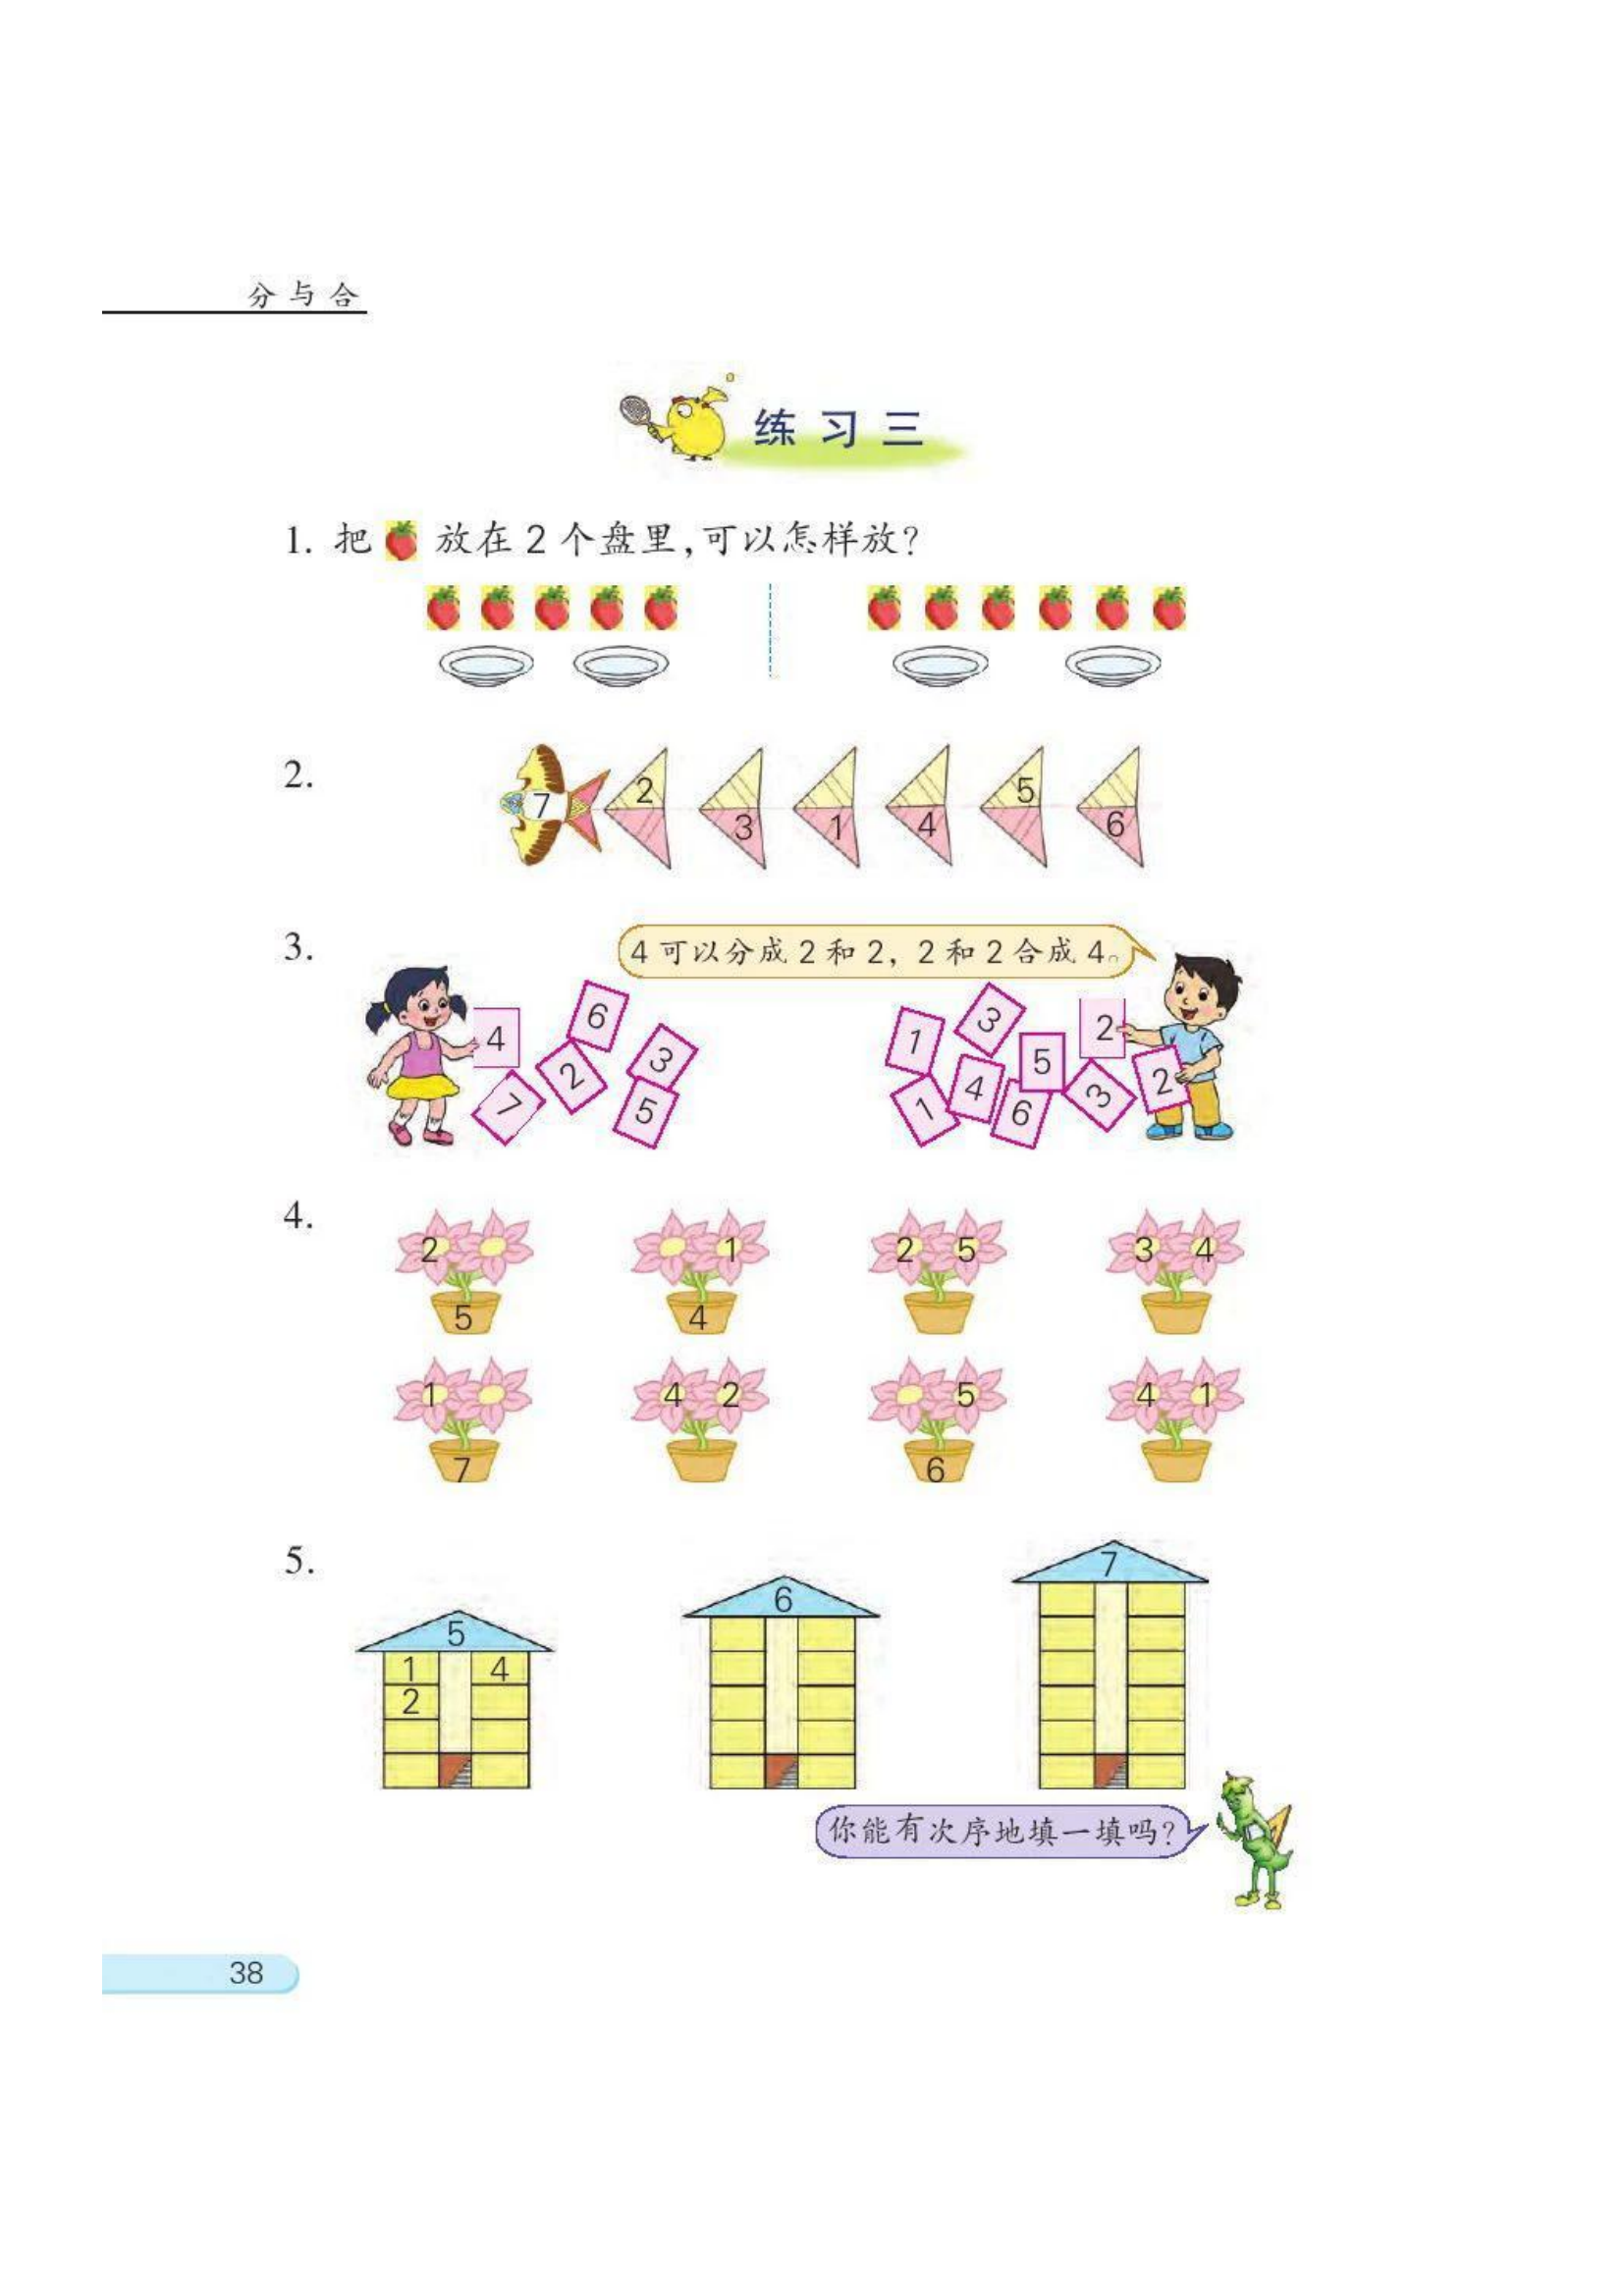 分与合
练习三
1. 把 放在2个盘里,可以怎样放?
2.
7 2 3 1 4 5 6
3.
4可以分成2和2, 2和2合成4。
4 6 2 3 7 5
1 3 5 2 1 4 6 3 2
4.
2 1 2 5 3 4
5 4
1 4 2 5 4 1
7 6
5.
5 6 7
1 4
2
你能有次序地填一填吗?
38